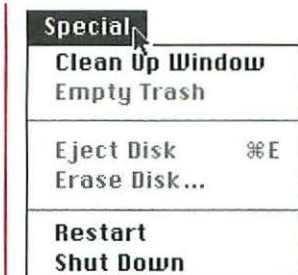 Special
Clean Up Window
Empty Trash
Eject Disk ⌘E
Erase Disk...
Restart
Shut Down